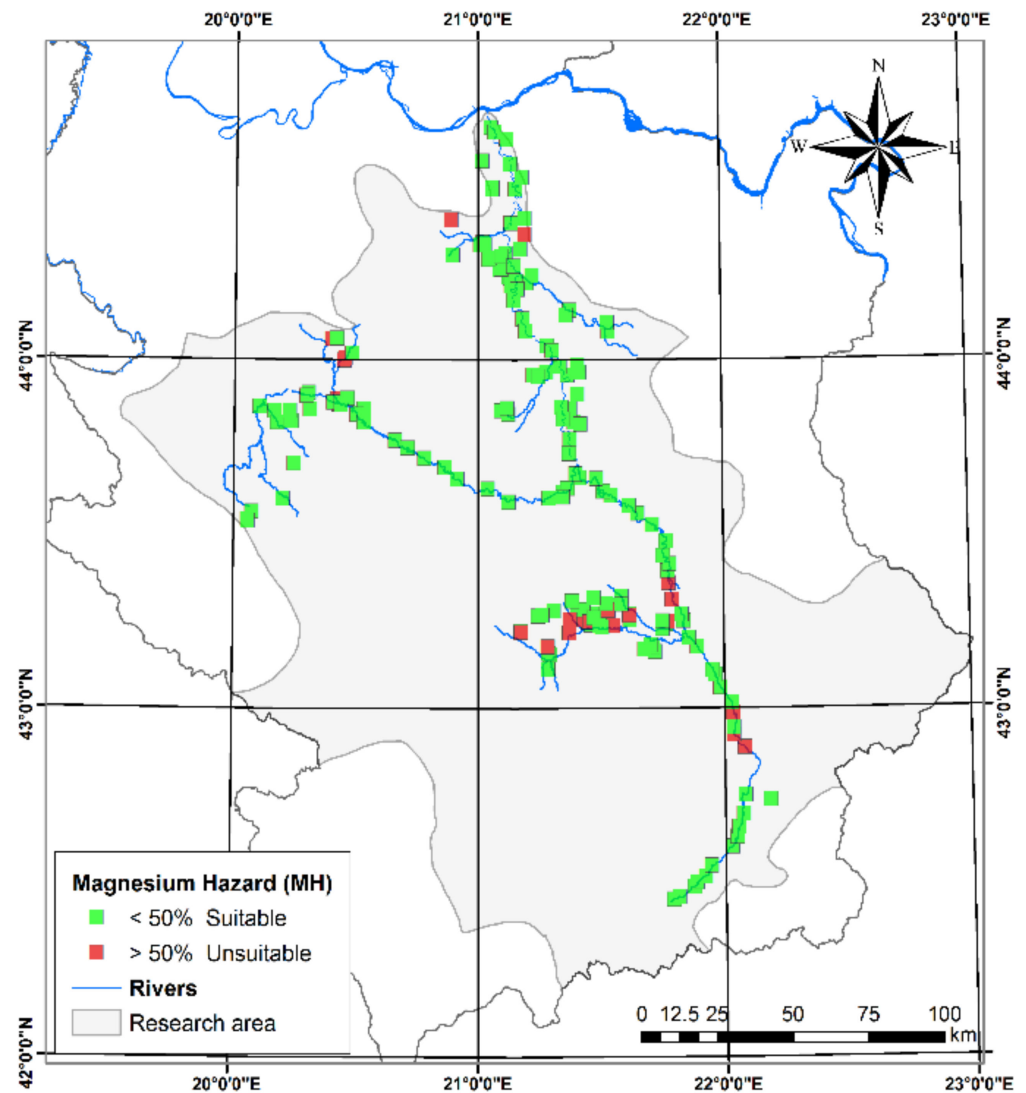 20°0'0"E 21°0'0"E 22°0'0"E 23°0'0"E
N
W E
S
44°0'0"N 44°0'0"N
43°0'0"N 43°0'0"N
Magnesium Hazard (MH)
< 50% Suitable
> 50% Unsuitable
Rivers
Research area
0 12.5 25 50 75 100
km
42°0'0"N
20°0'0"E 21°0'0"E 22°0'0"E 23°0'0"E